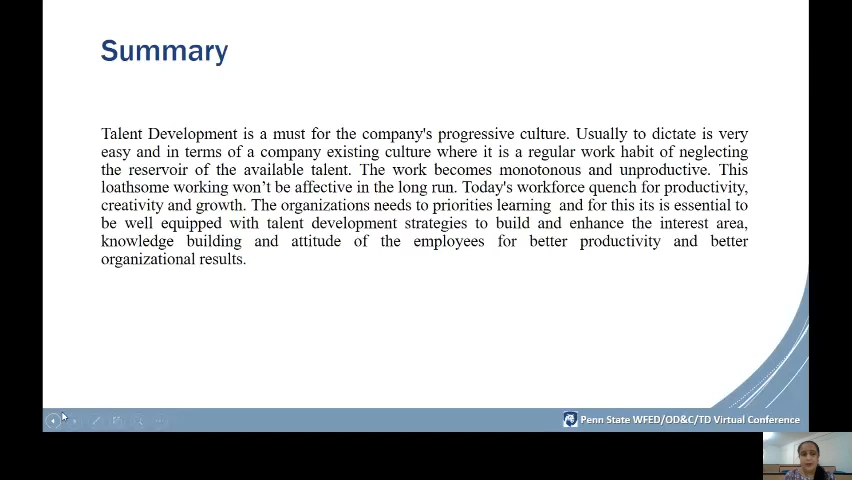 Summary
Talent Development is a must for the company's progressive culture. Usually to dictate is very
easy and in terms of a company existing culture where it is a regular work habit of neglecting
the reservoir of the available talent. The work becomes monotonous and unproductive. This
loathsome working won't be affective in the long run. Today's workforce quench for productivity,
creativity and growth. The organizations needs to priorities learning and for this its is essential to
be well equipped with talent development strategies to build and enhance the interest area,
knowledge building and attitude of the employees for better productivity and better
organizational results.
Penn State WFED/OD&C/TD Virtual Conference